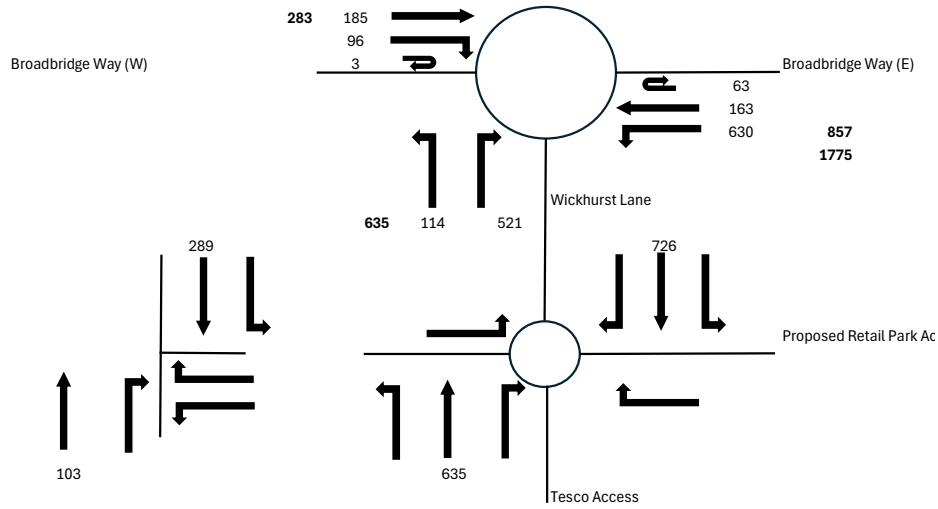 283 185
96
3
Broadbridge Way (W)
Broadbridge Way (E)
63
163
630 857
1775
Wickhurst Lane
635 114 521
289
726
Proposed Retail Park Ac
103
635
Tesco Access